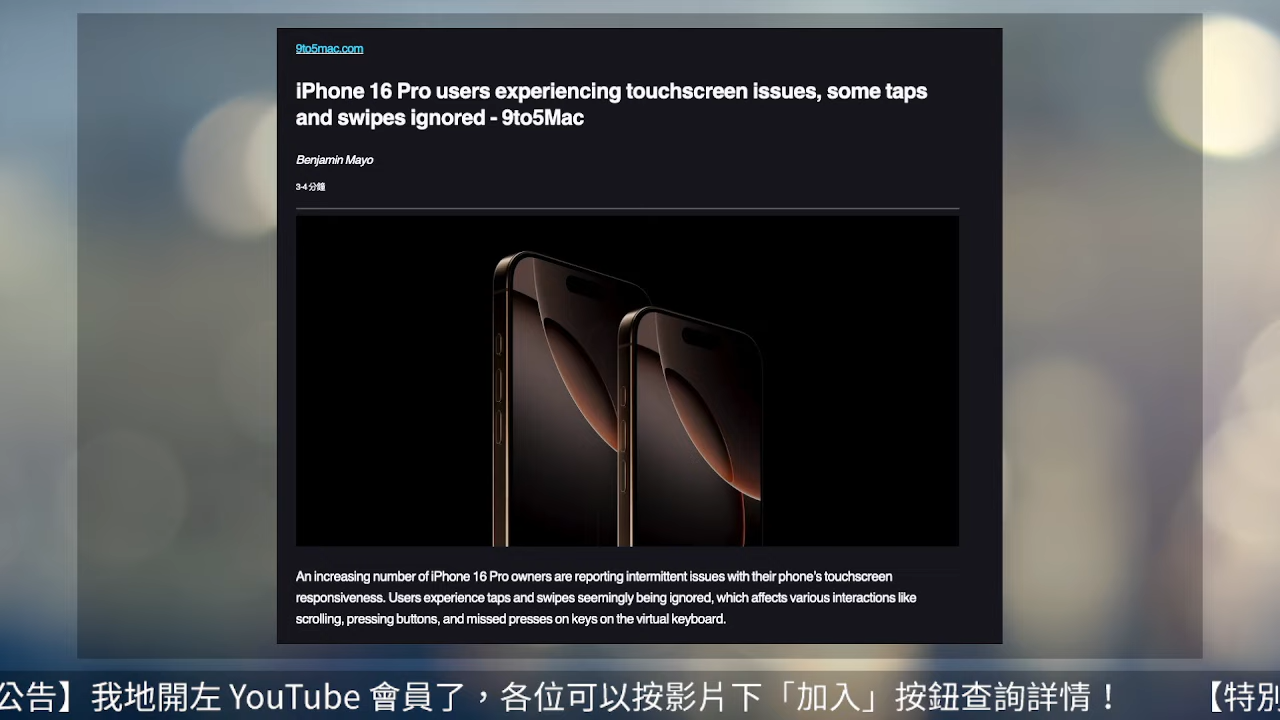 9to5mac.com
iPhone 16 Pro users experiencing touchscreen issues, some taps
and swipes ignored - 9to5Mac
Benjamin Mayo
3-4 分鐘
An increasing number of iPhone 16 Pro owners are reporting intermittent issues with their phone's touchscreen
responsiveness. Users experience taps and swipes seemingly being ignored, which affects various interactions like
scrolling, pressing buttons, and missed presses on keys on the virtual keyboard.
公告】我地開左 YouTube 會員了，各位可以按影片下「加入」按鈕查詢詳情！ 【特別